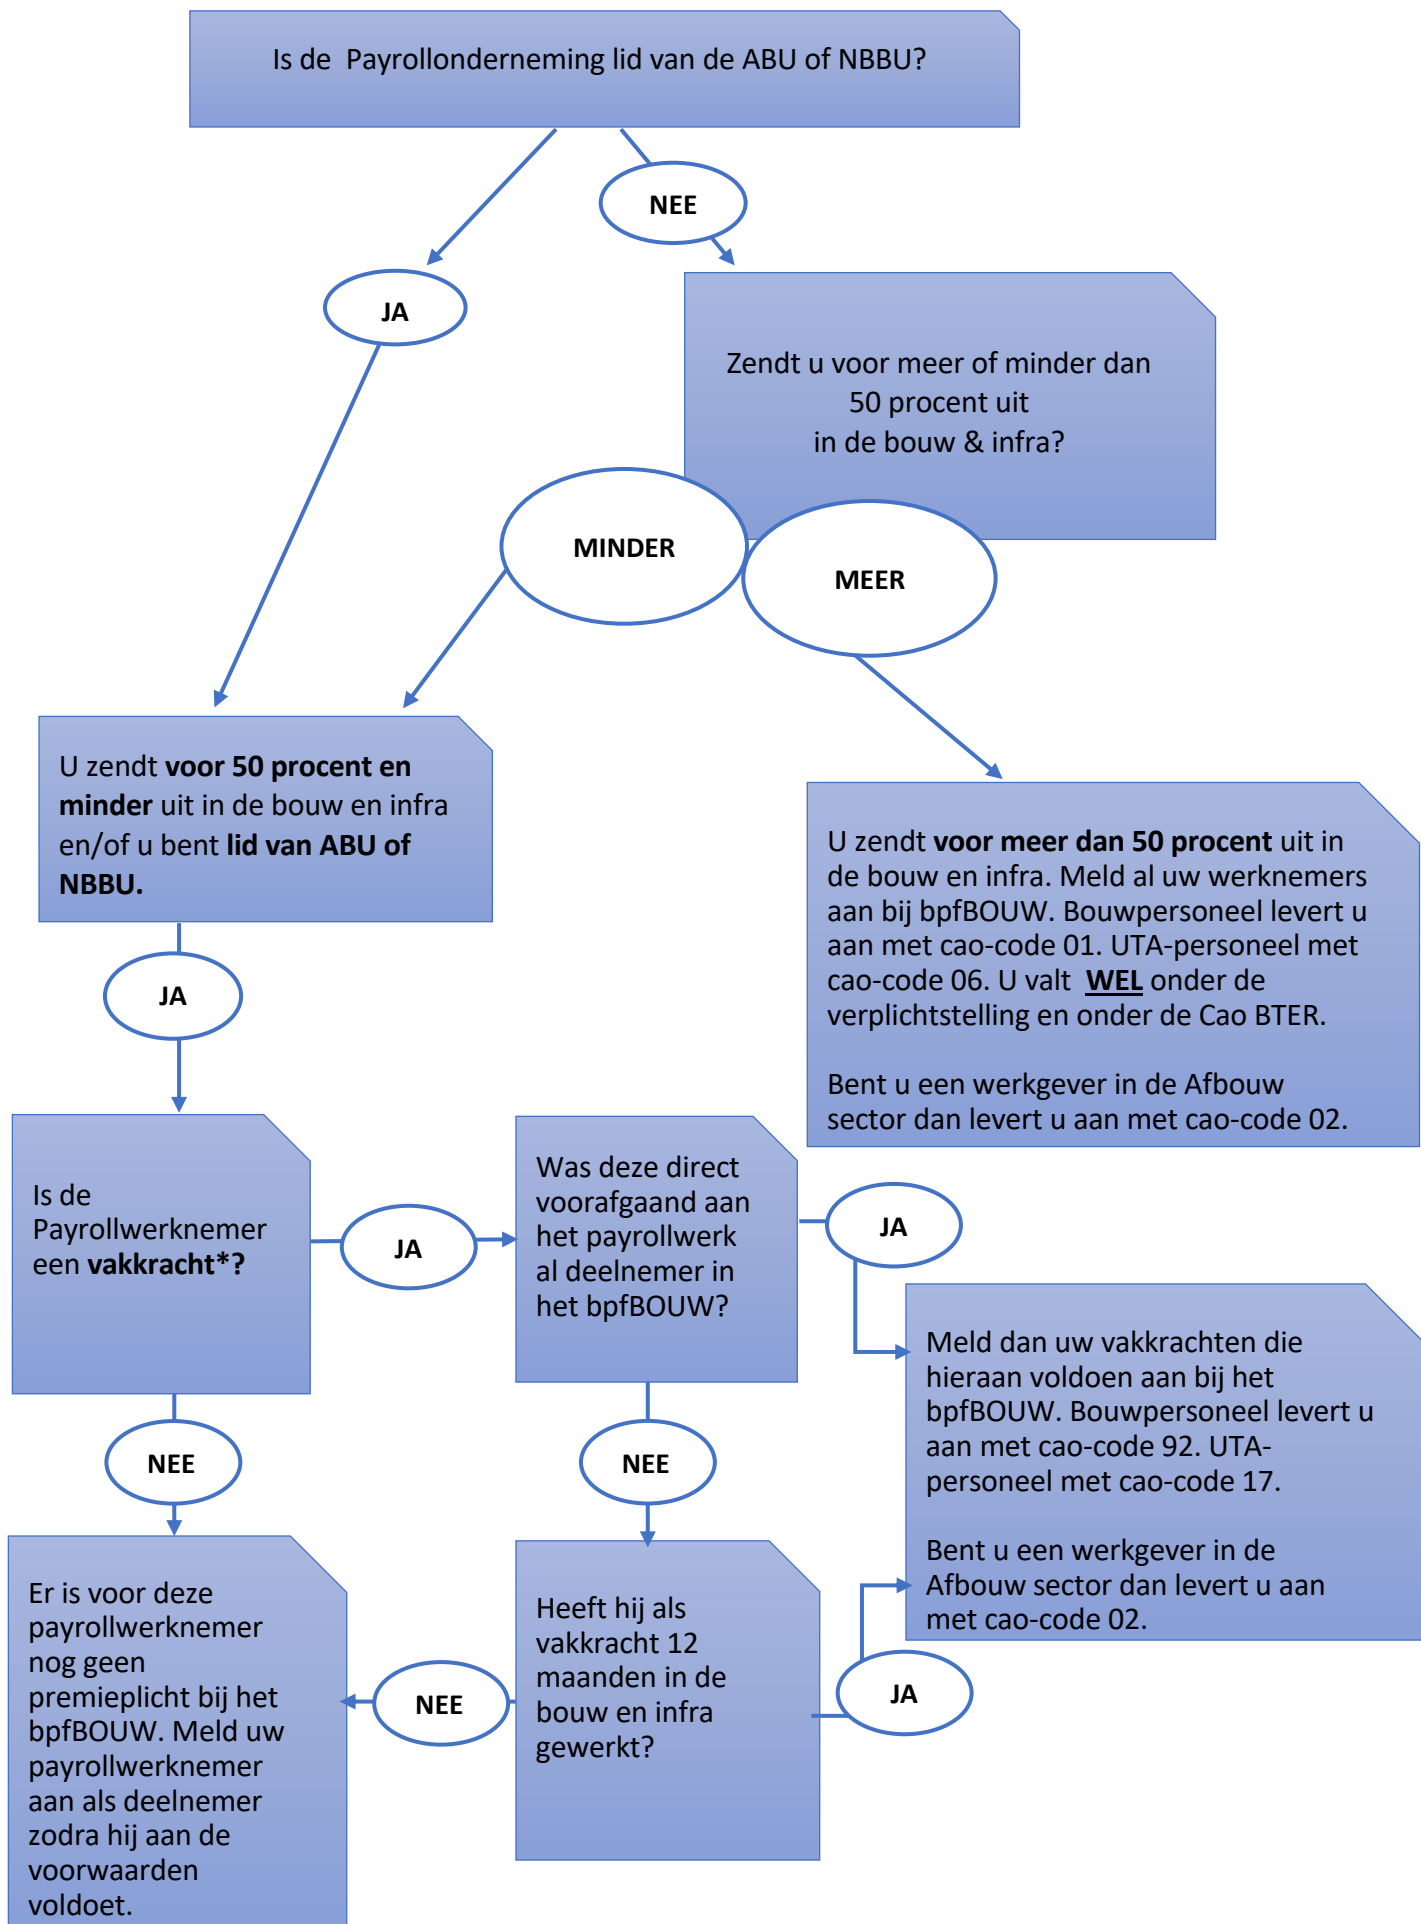 Is de  Payrollonderneming lid van de ABU of NBBU?
NEE
JA
Zendt u voor meer of minder dan
50 procent uit
in de bouw & infra?
MINDER
MEER
U zendt voor 50 procent en
minder uit in de bouw en infra
en/of u bent lid van ABU of
NBBU.
U zendt voor meer dan 50 procent uit in
de bouw en infra. Meld al uw werknemers
aan bij bpfBOUW. Bouwpersoneel levert u
aan met cao-code 01. UTA-personeel met
cao-code 06. U valt  WEL onder de
verplichtstelling en onder de Cao BTER.
Bent u een werkgever in de Afbouw
sector dan levert u aan met cao-code 02.
JA
Is de
Payrollwerknemer
een vakkracht*?
JA
Was deze direct
voorafgaand aan
het payrollwerk
al deelnemer in
het bpfBOUW?
JA
Meld dan uw vakkrachten die
hieraan voldoen aan bij het
bpfBOUW. Bouwpersoneel levert u
aan met cao-code 92. UTA-
personeel met cao-code 17.
Bent u een werkgever in de
Afbouw sector dan levert u aan
met cao-code 02.
NEE
NEE
Er is voor deze
payrollwerknemer
nog geen
premieplicht bij het
bpfBOUW. Meld uw
payrollwerknemer
aan als deelnemer
zodra hij aan de
voorwaarden
voldoet.
NEE
Heeft hij als
vakkracht 12
maanden in de
bouw en infra
gewerkt?
JA